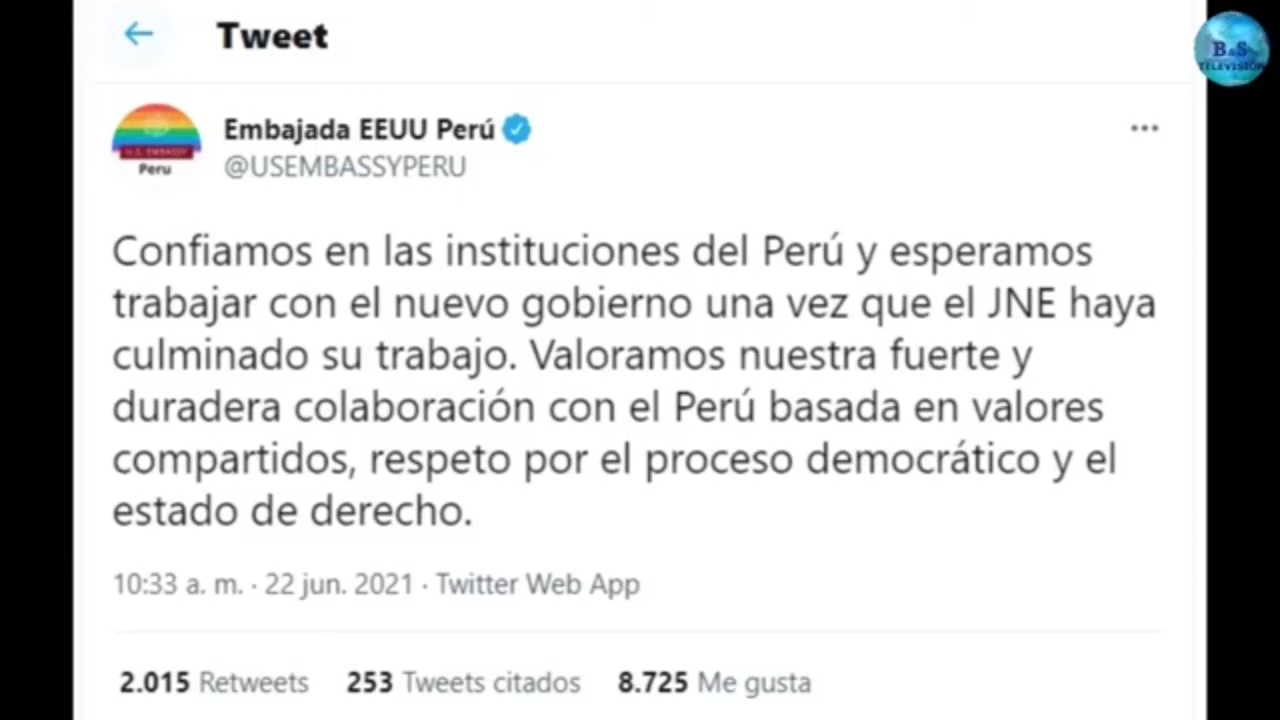 Tweet
B&S
TELEVISION
Embajada EEUU Perú
@USEMBASSYPERU
U.S. EMBASSY
Peru
Confiamos en las instituciones del Perú y esperamos
trabajar con el nuevo gobierno una vez que el JNE haya
culminado su trabajo. Valoramos nuestra fuerte y
duradera colaboración con el Perú basada en valores
compartidos, respeto por el proceso democrático y el
estado de derecho.
10:33 a. m. · 22 jun. 2021 · Twitter Web App
2.015 Retweets 253 Tweets citados 8.725 Me gusta